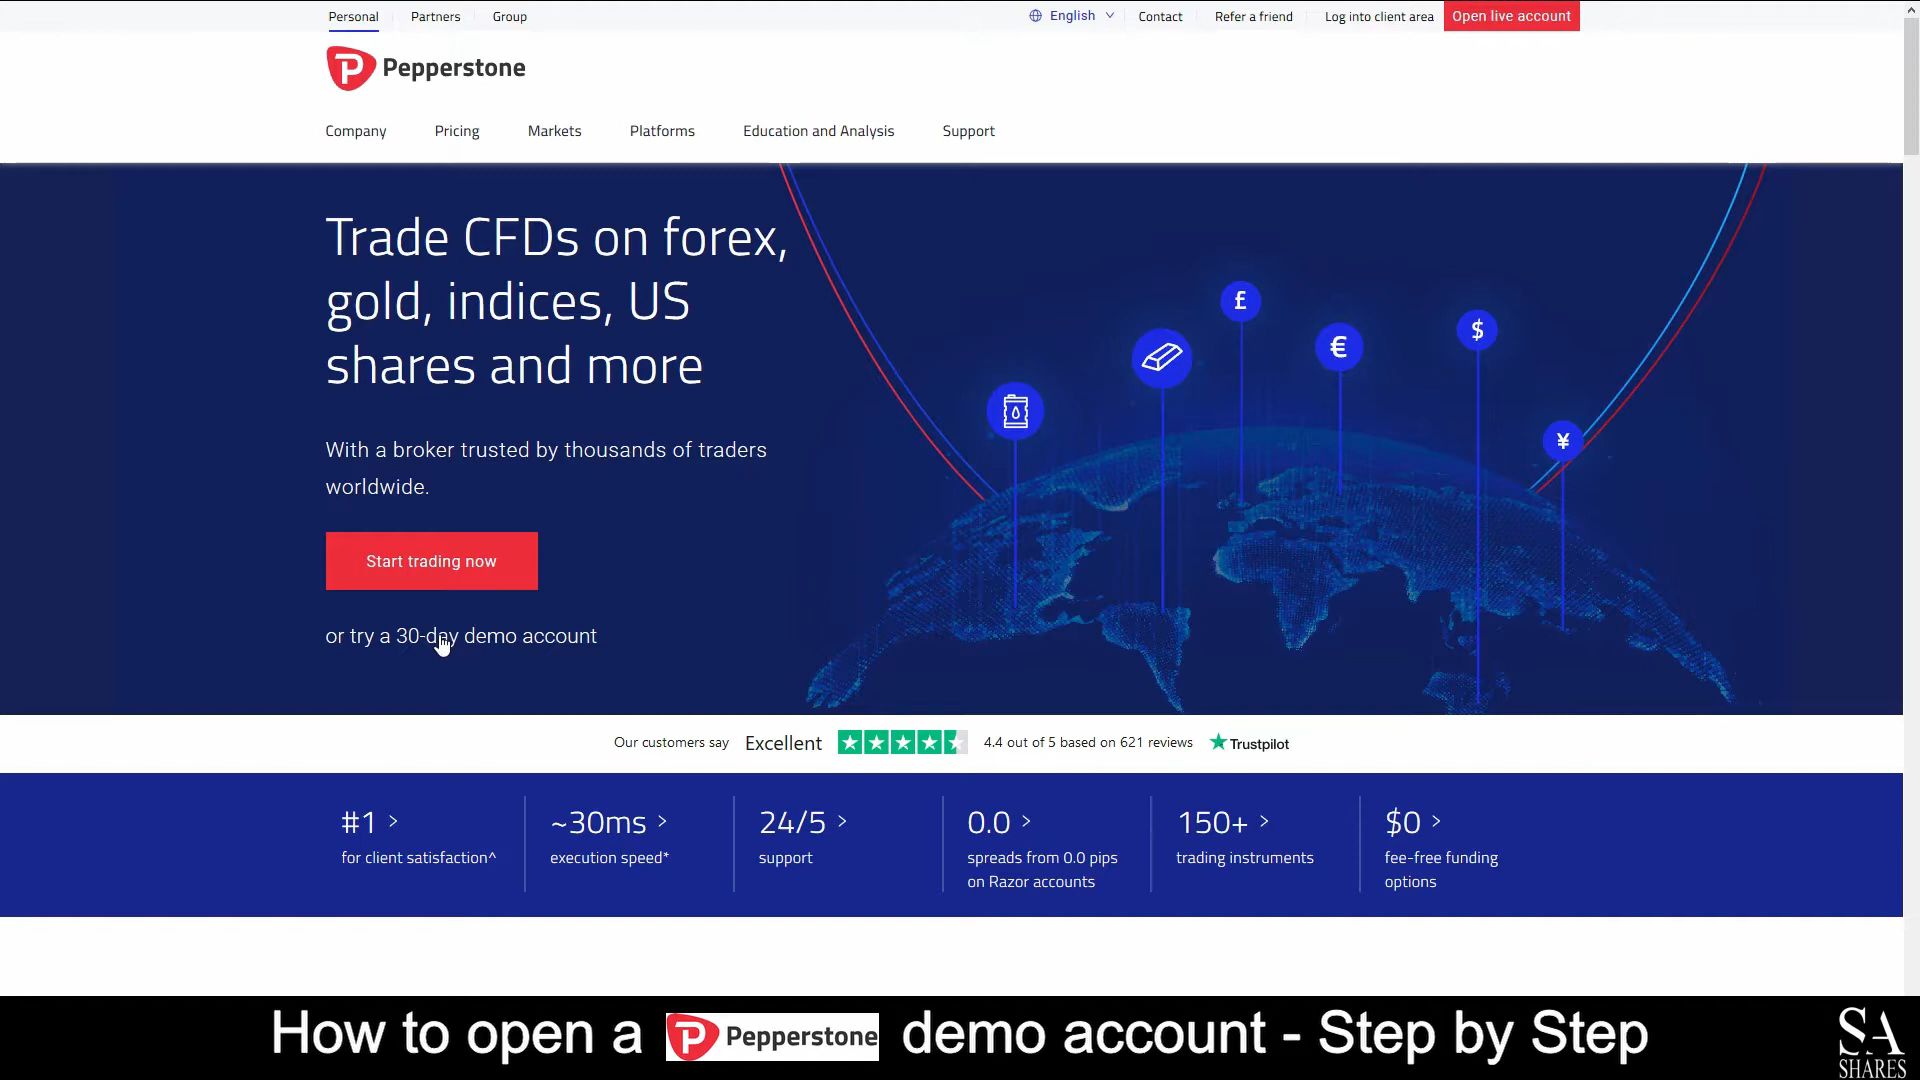 Personal Partners Group English Contact Refer a friend Log into client area Open live account
Pepperstone
Company Pricing Markets Platforms Education and Analysis Support
Trade CFDs on forex,
gold, indices, US
shares and more
With a broker trusted by thousands of traders
worldwide.
Start trading now
or try a 30-day demo account
£
€
$
¥
Our customers say Excellent 4.4 out of 5 based on 621 reviews Trustpilot
#1 >
for client satisfaction^
~30ms >
execution speed*
24/5 >
support
0.0 >
spreads from 0.0 pips
on Razor accounts
150+ >
trading instruments
$0 >
fee-free funding
options
How to open a Pepperstone demo account - Step by Step
SA
SHARES